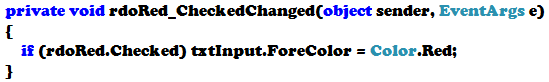 private void rdoRed_CheckedChanged(object sender, EventArgs e)
{
if (rdoRed.Checked) txtInput.ForeColor = Color.Red;
}